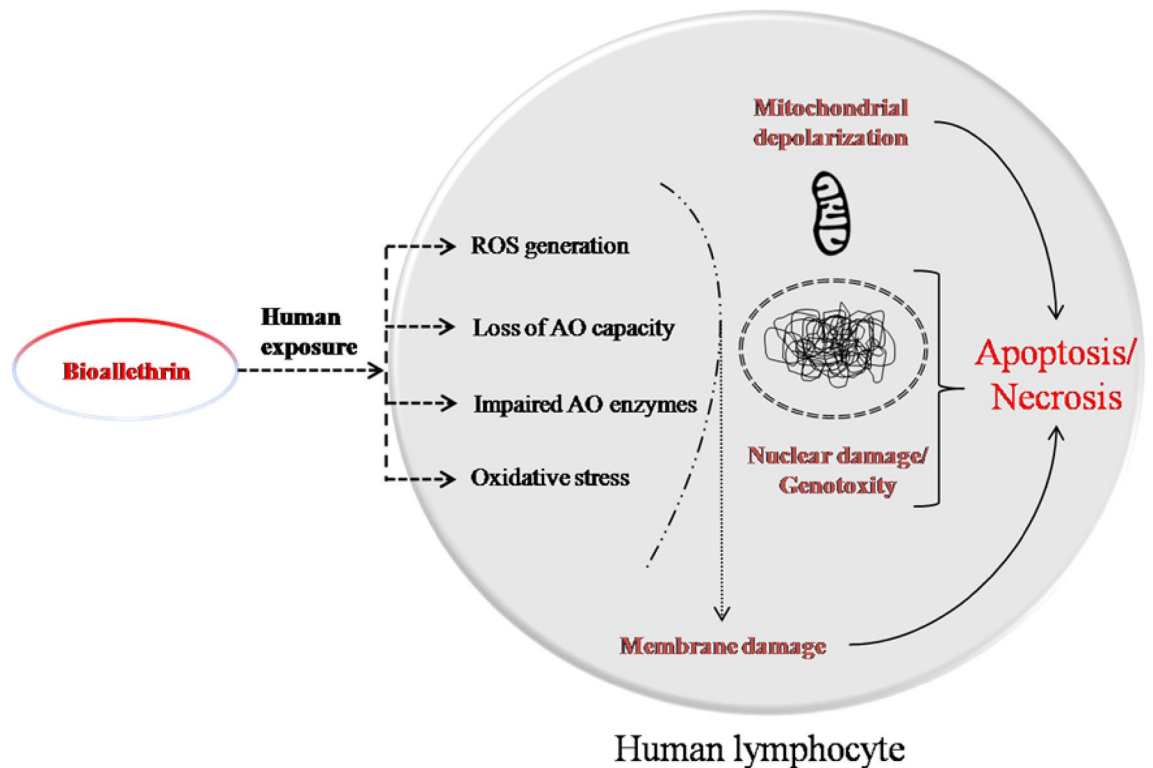 Bioallethrin
Human
exposure
ROS generation
Loss of AO capacity
Impaired AO enzymes
Oxidative stress
Mitochondrial
depolarization
Nuclear damage/
Genotoxity
Membrane damage
Apoptosis/
Necrosis
Human lymphocyte